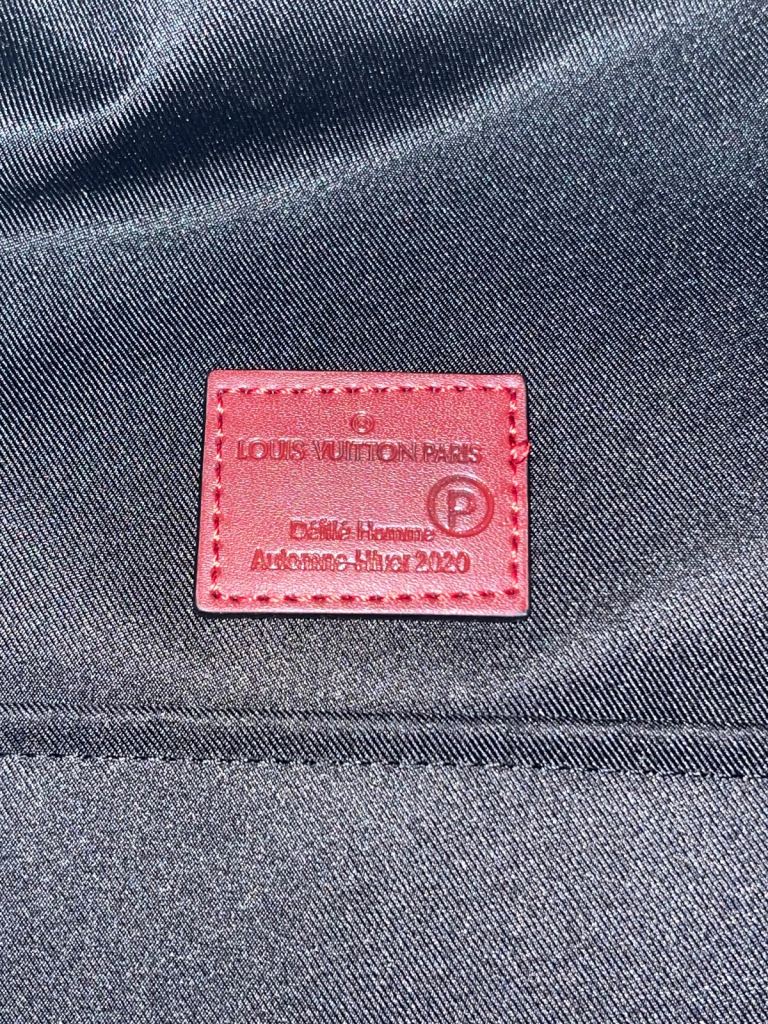 LOUIS VUITTON PARIS
P
Défilé Homme
Automne-Hiver 2020